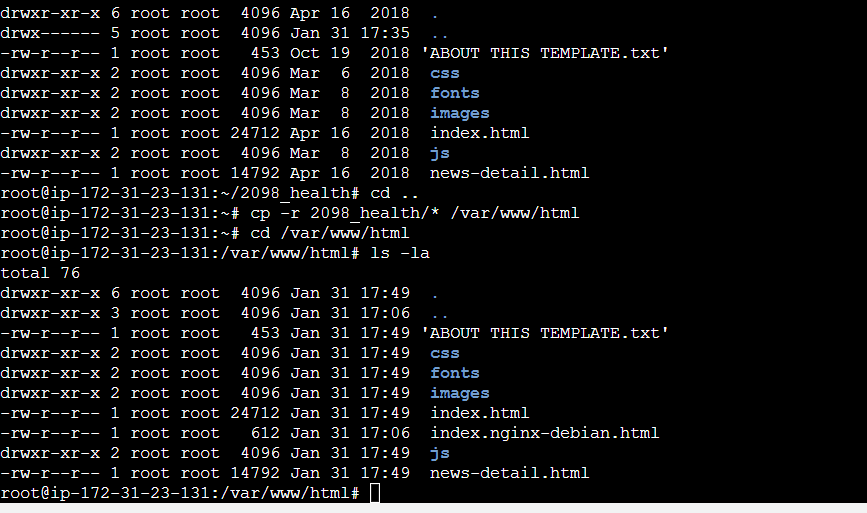 drwxr-xr-x 6 root root  4096 Apr 16  2018  .
drwx------ 5 root root  4096 Jan 31 17:35  ..
-rw-r--r-- 1 root root   453 Oct 19  2018 'ABOUT THIS TEMPLATE.txt'
drwxr-xr-x 2 root root  4096 Mar  6  2018  css
drwxr-xr-x 2 root root  4096 Mar  8  2018  fonts
drwxr-xr-x 2 root root  4096 Mar  8  2018  images
-rw-r--r-- 1 root root 24712 Apr 16  2018  index.html
drwxr-xr-x 2 root root  4096 Mar  8  2018  js
-rw-r--r-- 1 root root 14792 Apr 16  2018  news-detail.html
root@ip-172-31-23-131:~/2098_health# cd ..
root@ip-172-31-23-131:~# cp -r 2098_health/* /var/www/html
root@ip-172-31-23-131:~# cd /var/www/html
root@ip-172-31-23-131:/var/www/html# ls -la
total 76
drwxr-xr-x 6 root root  4096 Jan 31 17:49  .
drwxr-xr-x 3 root root  4096 Jan 31 17:06  ..
-rw-r--r-- 1 root root   453 Jan 31 17:49 'ABOUT THIS TEMPLATE.txt'
drwxr-xr-x 2 root root  4096 Jan 31 17:49  css
drwxr-xr-x 2 root root  4096 Jan 31 17:49  fonts
drwxr-xr-x 2 root root  4096 Jan 31 17:49  images
-rw-r--r-- 1 root root 24712 Jan 31 17:49  index.html
-rw-r--r-- 1 root root   612 Jan 31 17:06  index.nginx-debian.html
drwxr-xr-x 2 root root  4096 Jan 31 17:49  js
-rw-r--r-- 1 root root 14792 Jan 31 17:49  news-detail.html
root@ip-172-31-23-131:/var/www/html#